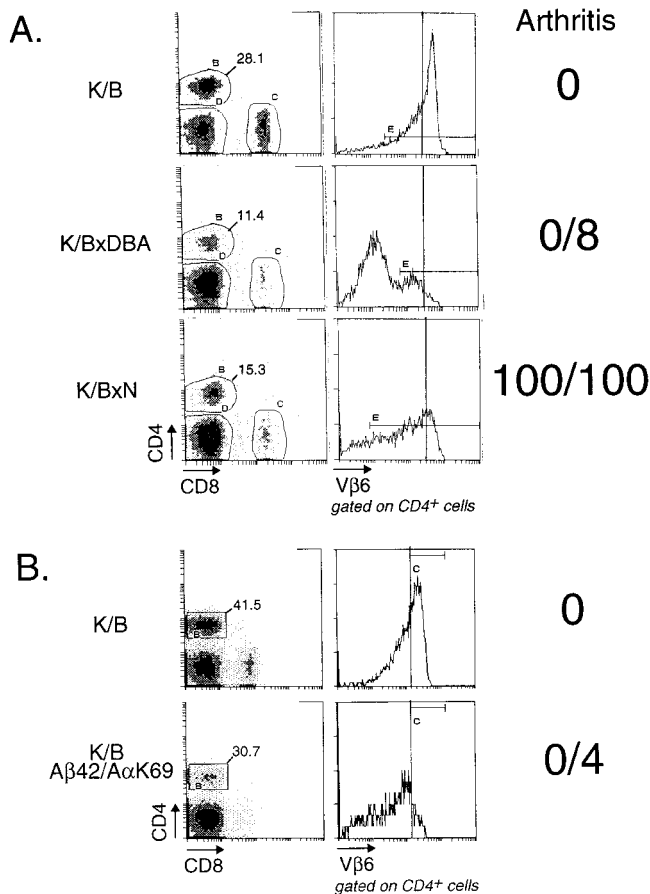 A.
Arthritis
K/B
B
28.1
D
C
E
0
K/BxDBA
B
11.4
D
C
E
0/8
K/BxN
B
15.3
D
C
E
100/100
CD4
CD8
Vβ6
gated on CD4+ cells
B.
K/B
41.5
B
C
0
K/B
Aβ42/AαK69
30.7
B
C
0/4
CD4
CD8
Vβ6
gated on CD4+ cells